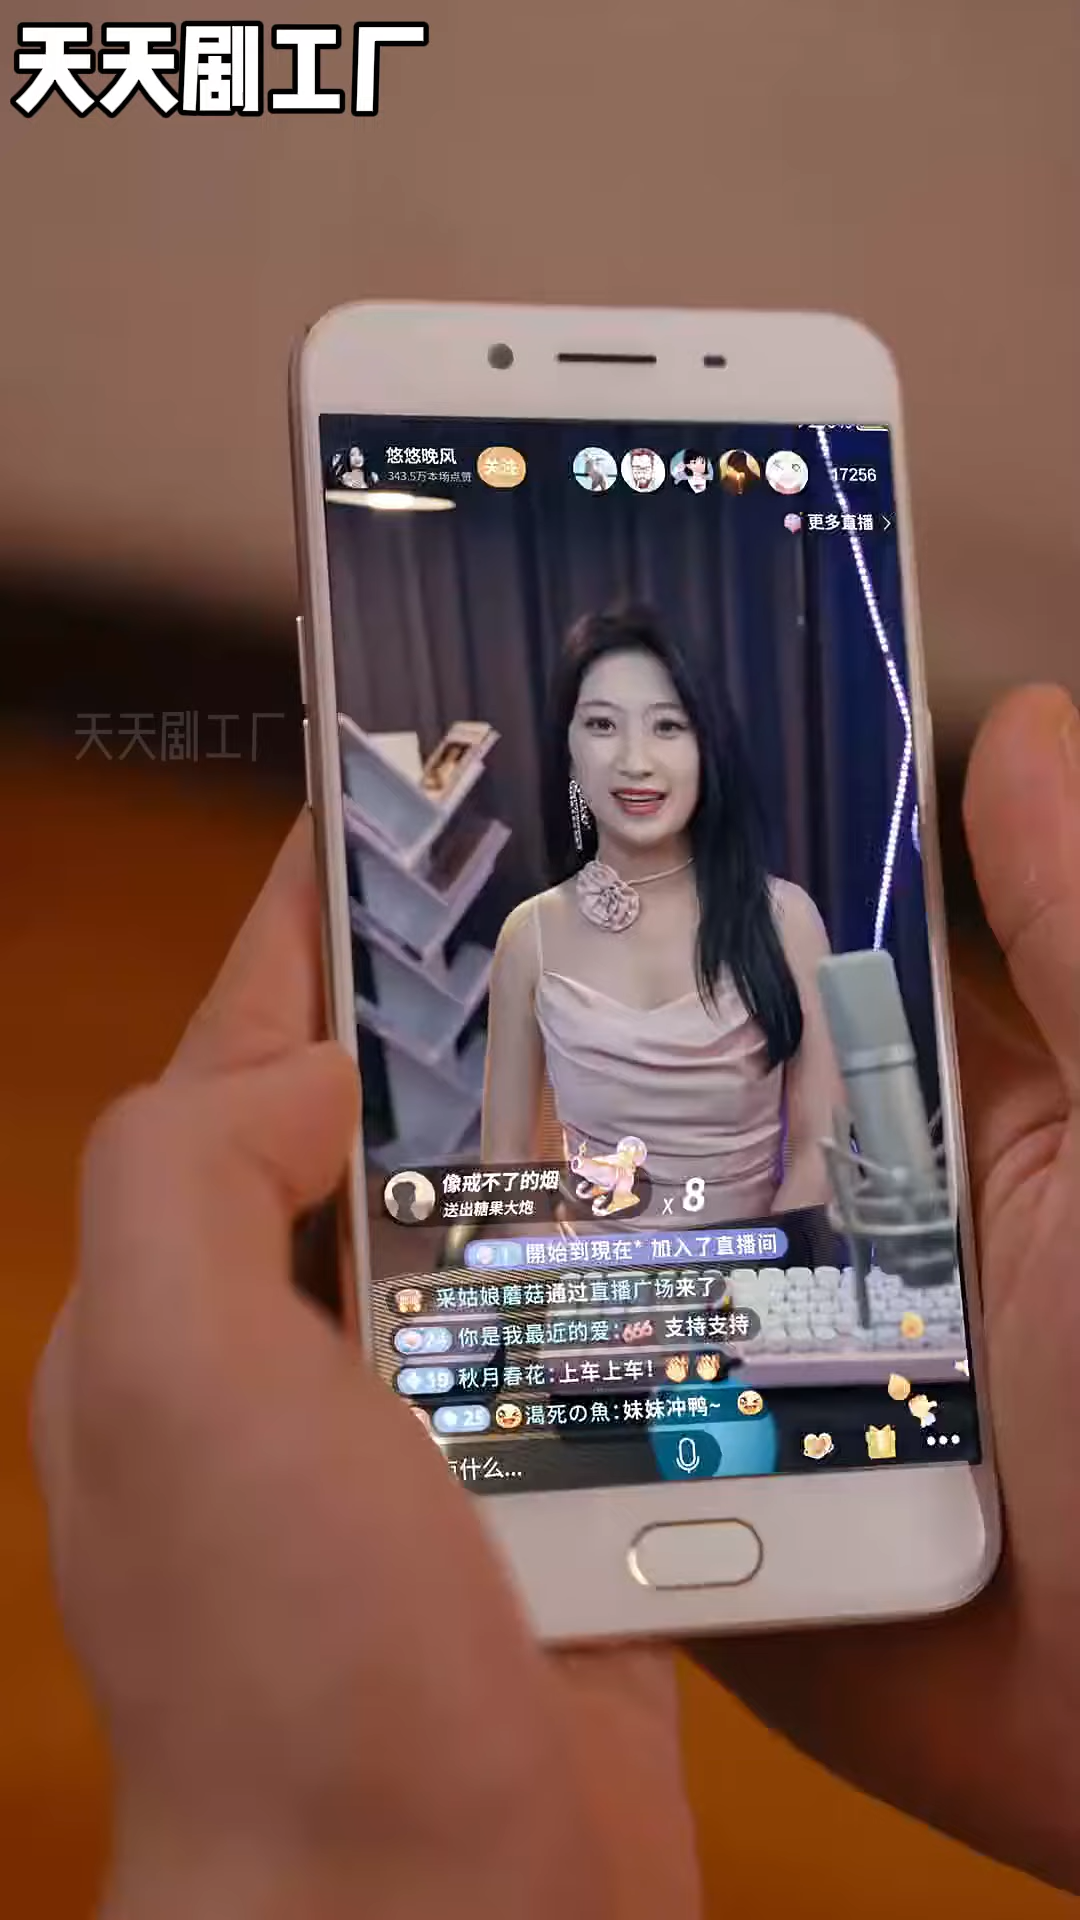 天天剧工厂
悠悠晚风
343.5万本场点赞
关注
17256
更多直播 >
天天剧工厂
像戒不了的烟
送出糖果大炮
x 8
開始到現在* 加入了直播间
采姑娘蘑菇通过直播广场来了
24 你是我最近的爱:666 支持支持
19 秋月春花:上车上车!
25 渴死の魚:妹妹冲鸭~
什么...